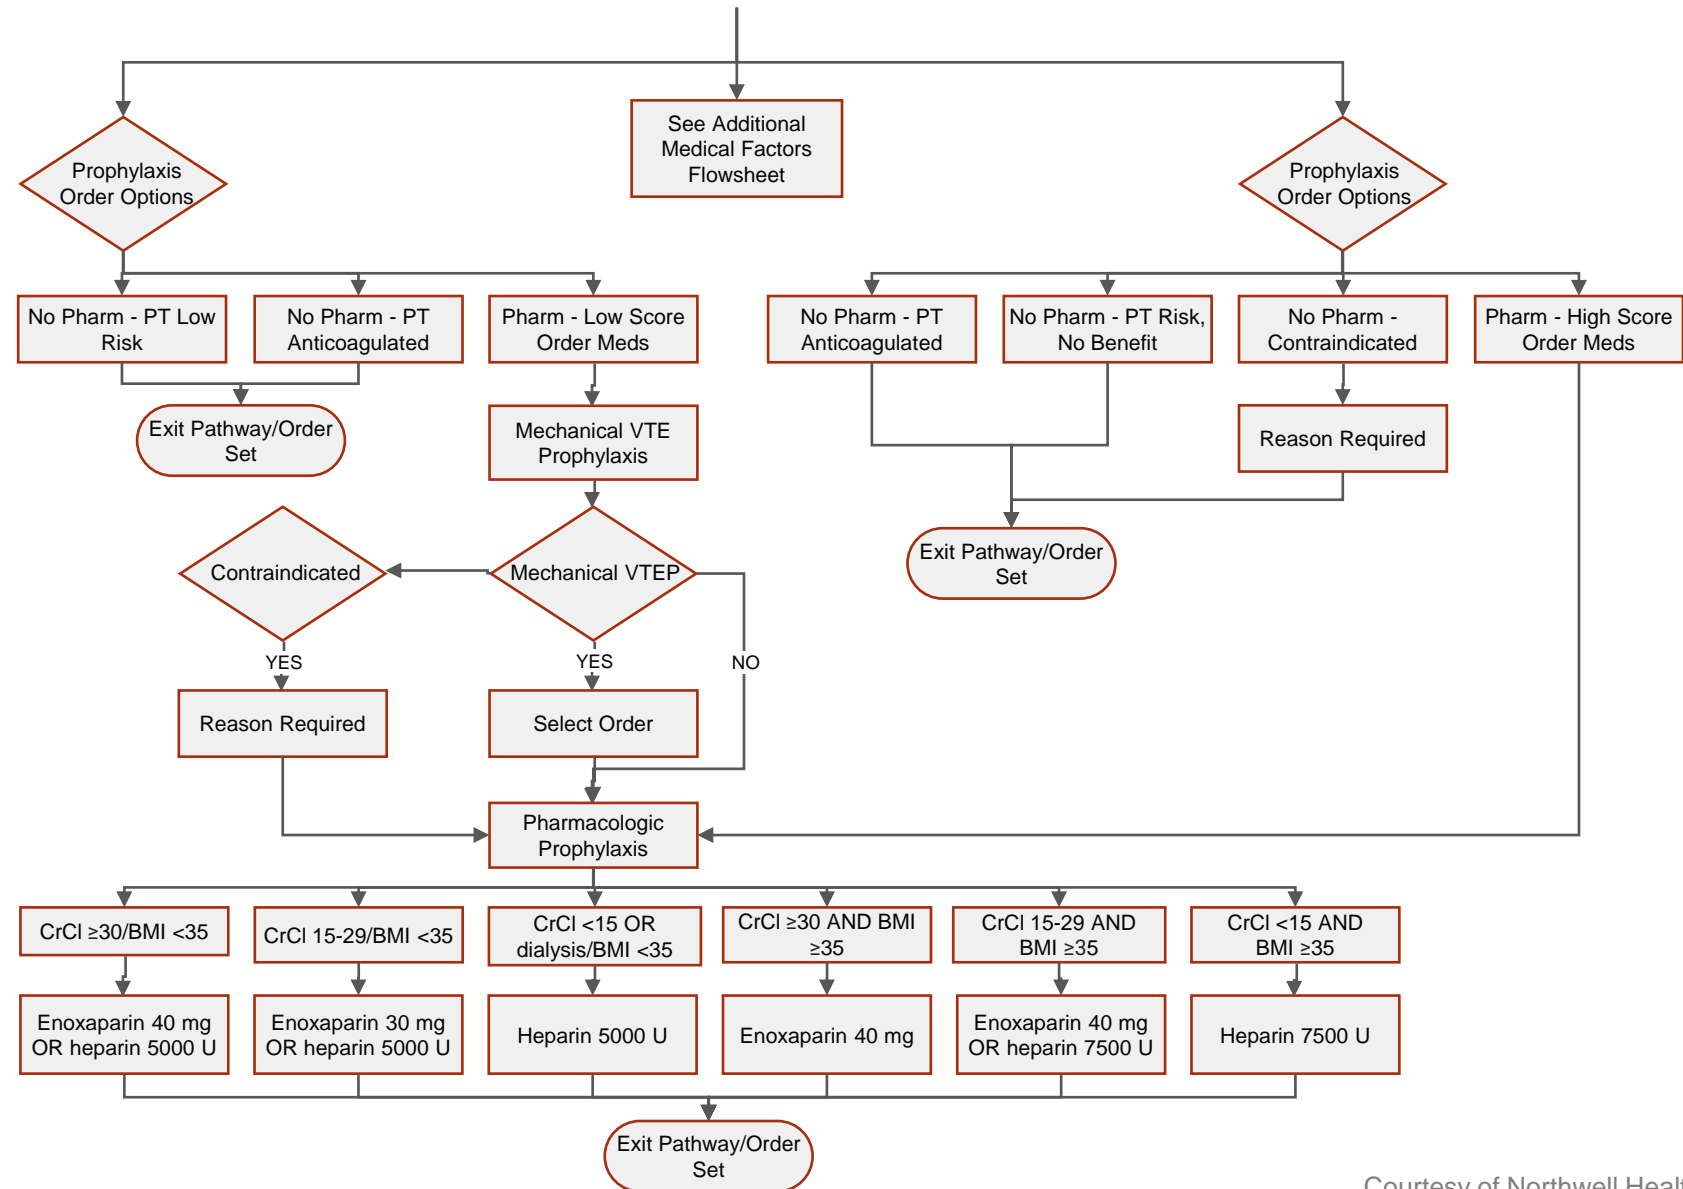 See Additional
Medical Factors
Flowsheet
Prophylaxis
Order Options
Prophylaxis
Order Options
No Pharm - PT Low
Risk
No Pharm - PT
Anticoagulated
Pharm - Low Score
Order Meds
No Pharm - PT
Anticoagulated
No Pharm - PT Risk,
No Benefit
No Pharm -
Contraindicated
Pharm - High Score
Order Meds
Exit Pathway/Order
Set
Mechanical VTE
Prophylaxis
Reason Required
Exit Pathway/Order
Set
Contraindicated
Mechanical VTEP
YES
YES
NO
Reason Required
Select Order
Pharmacologic
Prophylaxis
CrCl ≥30/BMI <35
CrCl 15-29/BMI <35
CrCl <15 OR
dialysis/BMI <35
CrCl ≥30 AND BMI
≥35
CrCl 15-29 AND
BMI ≥35
CrCl <15 AND
BMI ≥35
Enoxaparin 40 mg
OR heparin 5000 U
Enoxaparin 30 mg
OR heparin 5000 U
Heparin 5000 U
Enoxaparin 40 mg
Enoxaparin 40 mg
OR heparin 7500 U
Heparin 7500 U
Exit Pathway/Order
Set
Courtesy of Northwell Healt